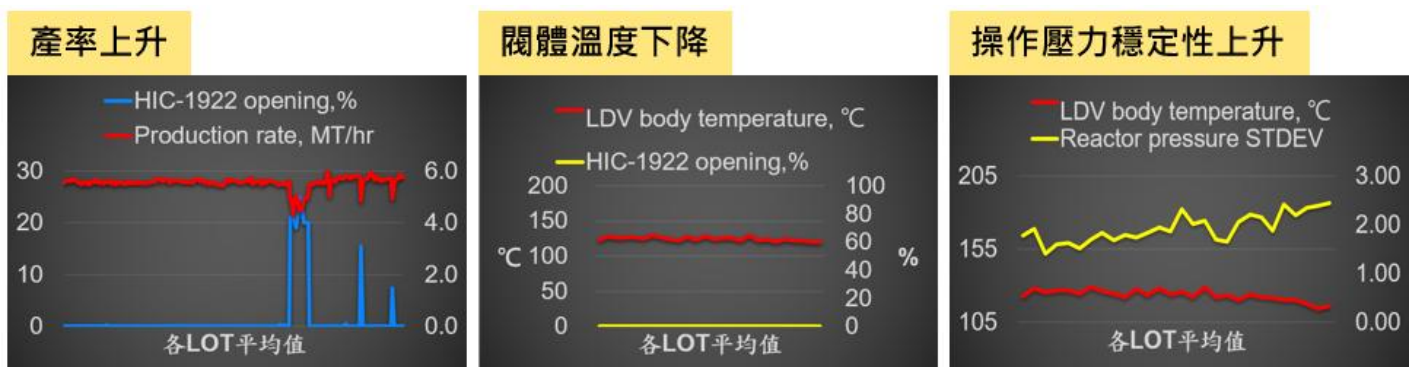 產率上升
HIC-1922 opening,%
Production rate, MT/hr
30
20
10
0
6.0
4.0
2.0
0.0
各LOT平均值
閥體溫度下降
LDV body temperature, ℃
HIC-1922 opening,%
200
150
100
50
0
℃
100
80
60
40
20
0
%
各LOT平均值
操作壓力穩定性上升
LDV body temperature, ℃
Reactor pressure STDEV
205
155
105
3.00
2.00
1.00
0.00
各LOT平均值